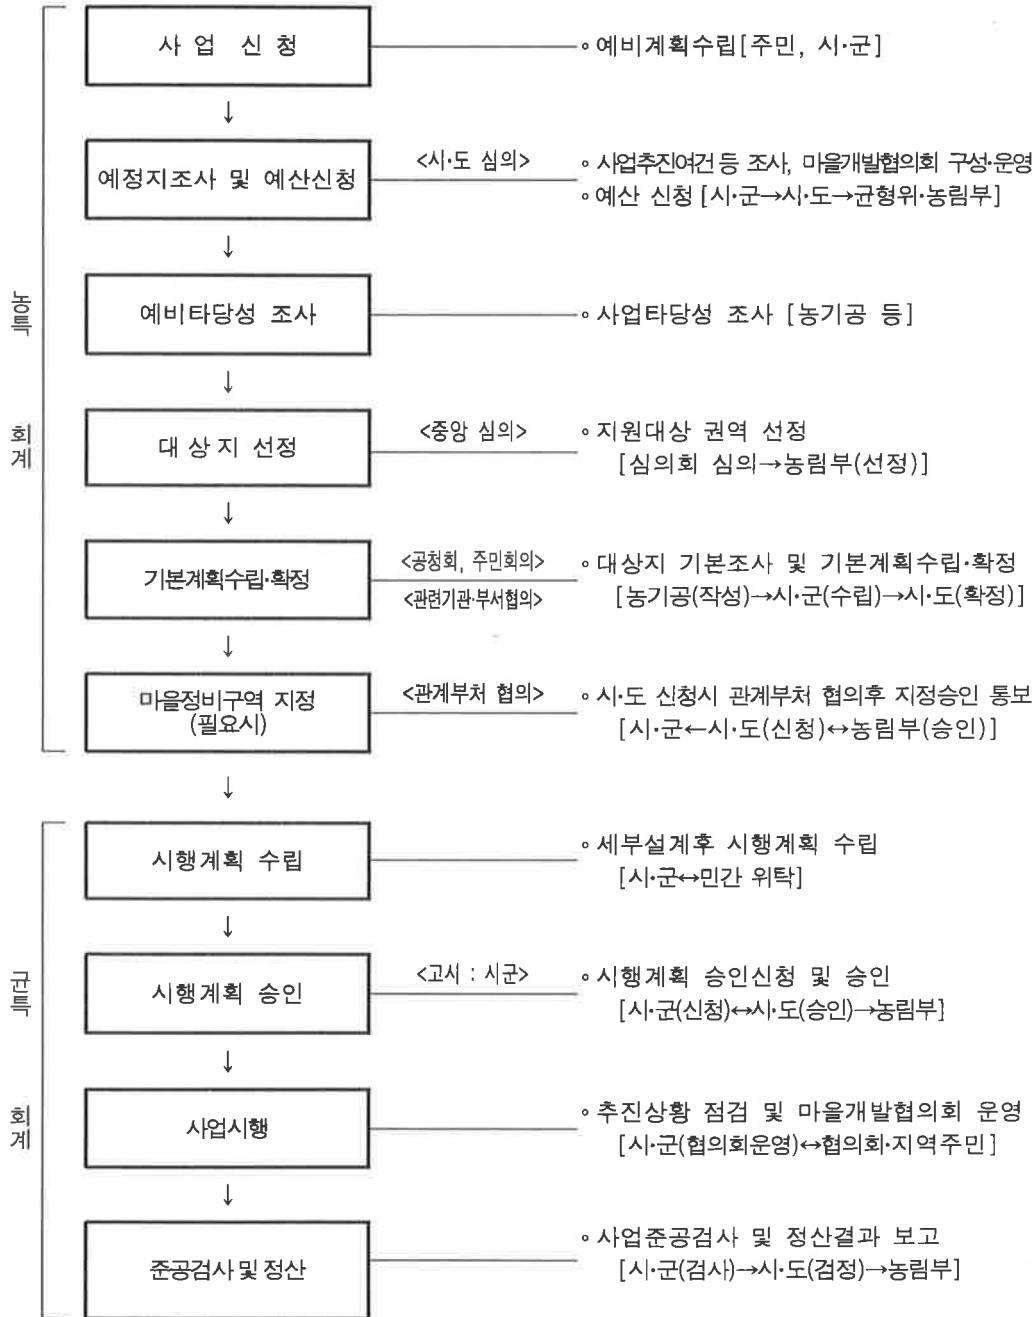 사 업 신 청
◦ 예비계획수립[주민, 시·군]
↓
예정지조사 및 예산신청
<시·도 심의>
◦ 사업추진여건 등 조사, 마을개발협의회 구성·운영
◦ 예산 신청 [시·군→시·도→균형위·농림부]
↓
예비타당성 조사
◦ 사업타당성 조사 [농기공 등]
농특
↓
대 상 지 선정
<중앙 심의>
◦ 지원대상 권역 선정
[심의회 심의→농림부(선정)]
회계
↓
기본계획수립·확정
<공청회, 주민회의>
<관련기관·부서협의>
◦ 대상지 기본조사 및 기본계획수립·확정
[농기공(작성)→시·군(수립)→시·도(확정)]
↓
마을정비구역 지정
(필요시)
<관계부처 협의>
◦ 시·도 신청시 관계부처 협의후 지정승인 통보
[시·군←시·도(신청)↔농림부(승인)]
↓
시행계획 수립
◦ 세부설계후 시행계획 수립
[시·군↔민간 위탁]
↓
균특
시행계획 승인
<고시 : 시군>
◦ 시행계획 승인신청 및 승인
[시·군(신청)↔시·도(승인)→농림부]
↓
회계
사업시행
◦ 추진상황 점검 및 마을개발협의회 운영
[시·군(협의회운영)↔협의회·지역주민]
↓
준공검사 및 정산
◦ 사업준공검사 및 정산결과 보고
[시·군(검사)→시·도(검정)→농림부]